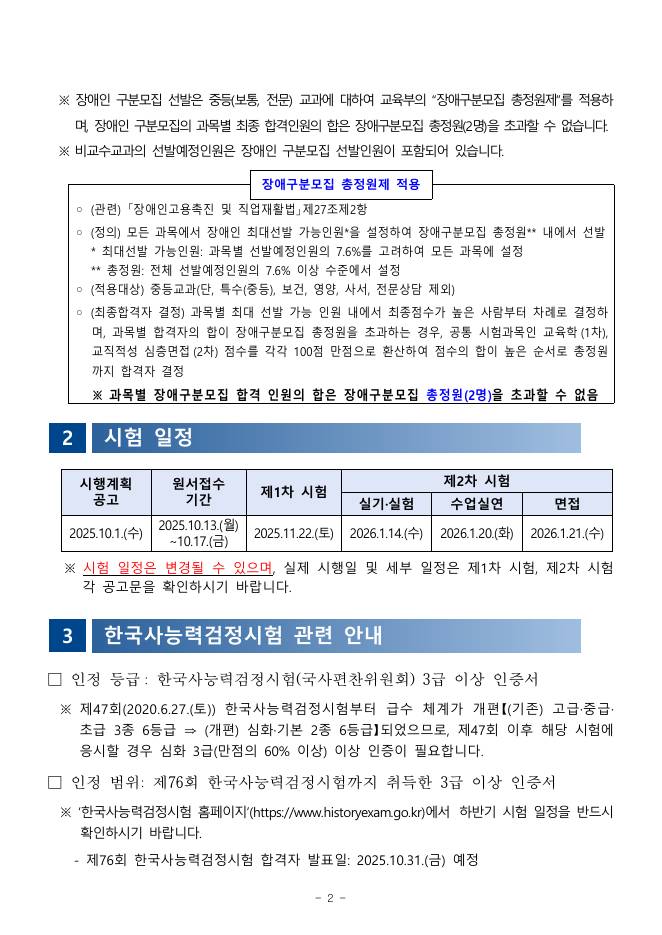 ※ 장애인 구분모집 선발은 중등(보통, 전문) 교과에 대하여 교육부의 “장애구분모집 총정원제”를 적용하
며, 장애인 구분모집의 과목별 최종 합격인원의 합은 장애구분모집 총정원(2명)을 초과할 수 없습니다.
※ 비교수교과의 선발예정인원은 장애인 구분모집 선발인원이 포함되어 있습니다.
장애구분모집 총정원제 적용
○ (관련) 「장애인고용촉진 및 직업재활법」제27조제2항
○ (정의) 모든 과목에서 장애인 최대선발 가능인원*을 설정하여 장애구분모집 총정원** 내에서 선발
* 최대선발 가능인원: 과목별 선발예정인원의 7.6%를 고려하여 모든 과목에 설정
** 총정원: 전체 선발예정인원의 7.6% 이상 수준에서 설정
○ (적용대상) 중등교과(단, 특수(중등), 보건, 영양, 사서, 전문상담 제외)
○ (최종합격자 결정) 과목별 최대 선발 가능 인원 내에서 최종점수가 높은 사람부터 차례로 결정하
며, 과목별 합격자의 합이 장애구분모집 총정원을 초과하는 경우, 공통 시험과목인 교육학(1차),
교직적성 심층면접(2차) 점수를 각각 100점 만점으로 환산하여 점수의 합이 높은 순서로 총정원
까지 합격자 결정
※ 과목별 장애구분모집 합격 인원의 합은 장애구분모집 총정원(2명)을 초과할 수 없음
2 시험 일정
시행계획 공고 | 원서접수 기간 | 제1차 시험 | 제2차 시험
실기·실험 | 수업실연 | 면접
2025.10.1.(수) | 2025.10.13.(월) ~10.17.(금) | 2025.11.22.(토) | 2026.1.14.(수) | 2026.1.20.(화) | 2026.1.21.(수)
※ 시험 일정은 변경될 수 있으며, 실제 시행일 및 세부 일정은 제1차 시험, 제2차 시험
각 공고문을 확인하시기 바랍니다.
3 한국사능력검정시험 관련 안내
□ 인정 등급 : 한국사능력검정시험(국사편찬위원회) 3급 이상 인증서
※ 제47회(2020.6.27.(토)) 한국사능력검정시험부터 급수 체계가 개편【(기존) 고급·중급·
초급 3종 6등급 ⇒ (개편) 심화·기본 2종 6등급】되었으므로, 제47회 이후 해당 시험에
응시할 경우 심화 3급(만점의 60% 이상) 이상 인증이 필요합니다.
□ 인정 범위: 제76회 한국사능력검정시험까지 취득한 3급 이상 인증서
※ ‘한국사능력검정시험 홈페이지’(https://www.historyexam.go.kr)에서 하반기 시험 일정을 반드시
확인하시기 바랍니다.
- 제76회 한국사능력검정시험 합격자 발표일: 2025.10.31.(금) 예정
- 2 -